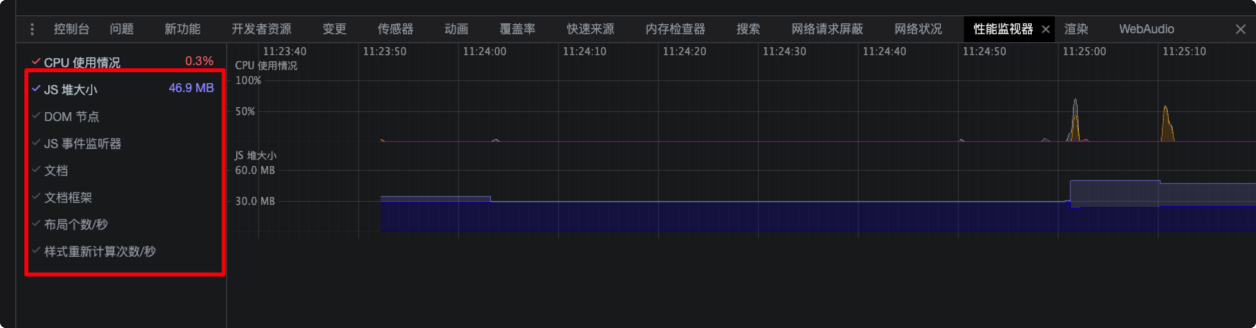 控制台 问题 新功能 开发者资源 变更 传感器 动画 覆盖率 快速来源 内存检查器 搜索 网络请求屏蔽 网络状况 性能监视器 渲染 WebAudio
11:23:40 11:23:50 11:24:00 11:24:10 11:24:20 11:24:30 11:24:40 11:24:50 11:25:00 11:25:10
CPU 使用情况 0.3%
JS 堆大小 46.9 MB
DOM 节点
JS 事件监听器
文档
文档框架
布局个数/秒
样式重新计算次数/秒
CPU 使用情况
100%
50%
JS 堆大小
60.0 MB
30.0 MB